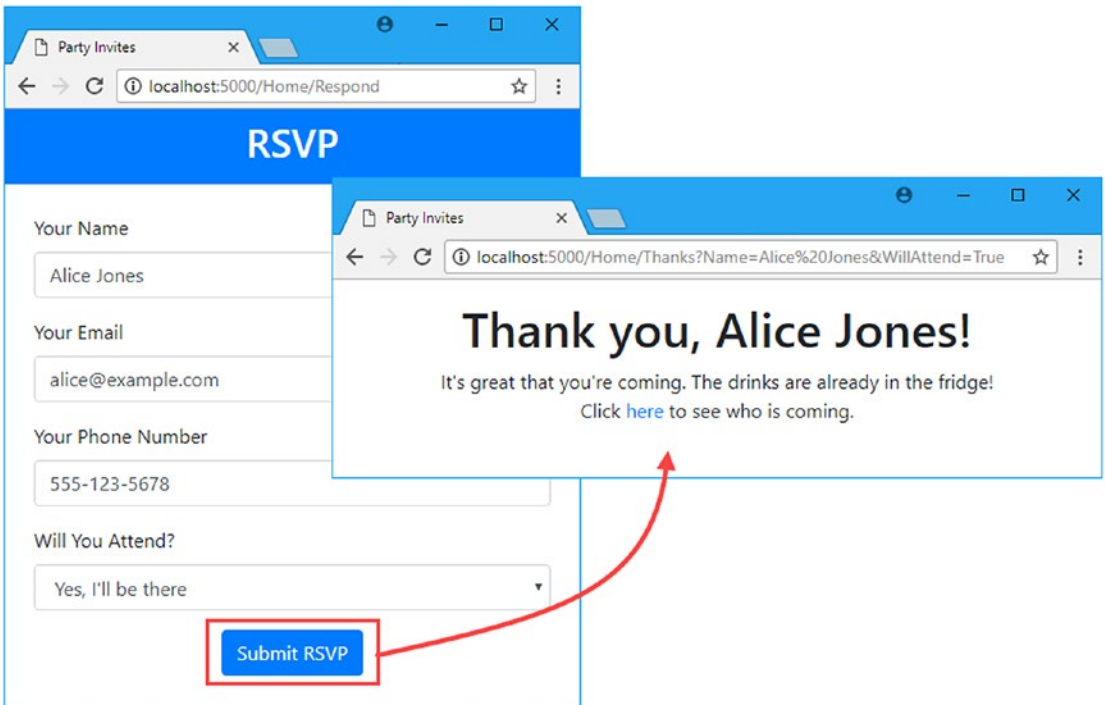 Party Invites
localhost:5000/Home/Respond
RSVP
Your Name
Alice Jones
Your Email
alice@example.com
Your Phone Number
555-123-5678
Will You Attend?
Yes, I'll be there
Submit RSVP
Party Invites
localhost:5000/Home/Thanks?Name=Alice%20Jones&WillAttend=True
Thank you, Alice Jones!
It's great that you're coming. The drinks are already in the fridge!
Click here to see who is coming.